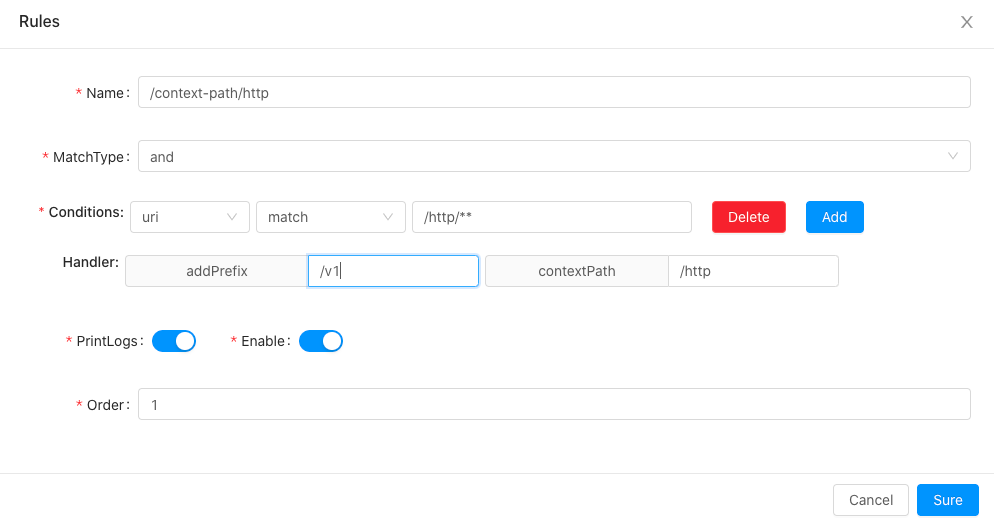 Rules
* Name: /context-path/http
* MatchType: and
* Conditions: uri match /http/** Delete Add
Handler: addPrefix /v1 contextPath /http
* PrintLogs: * Enable:
* Order: 1
Cancel Sure